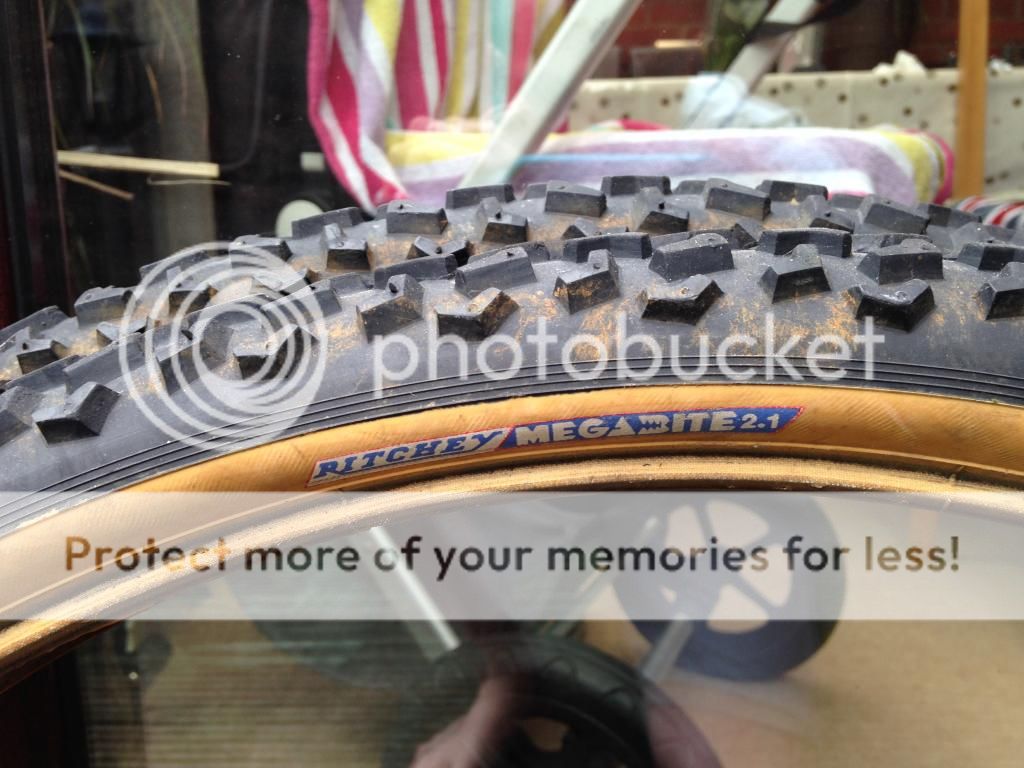 photobucket
RITCHEY MEGABITE 2.1
Protect more of your memories for less!